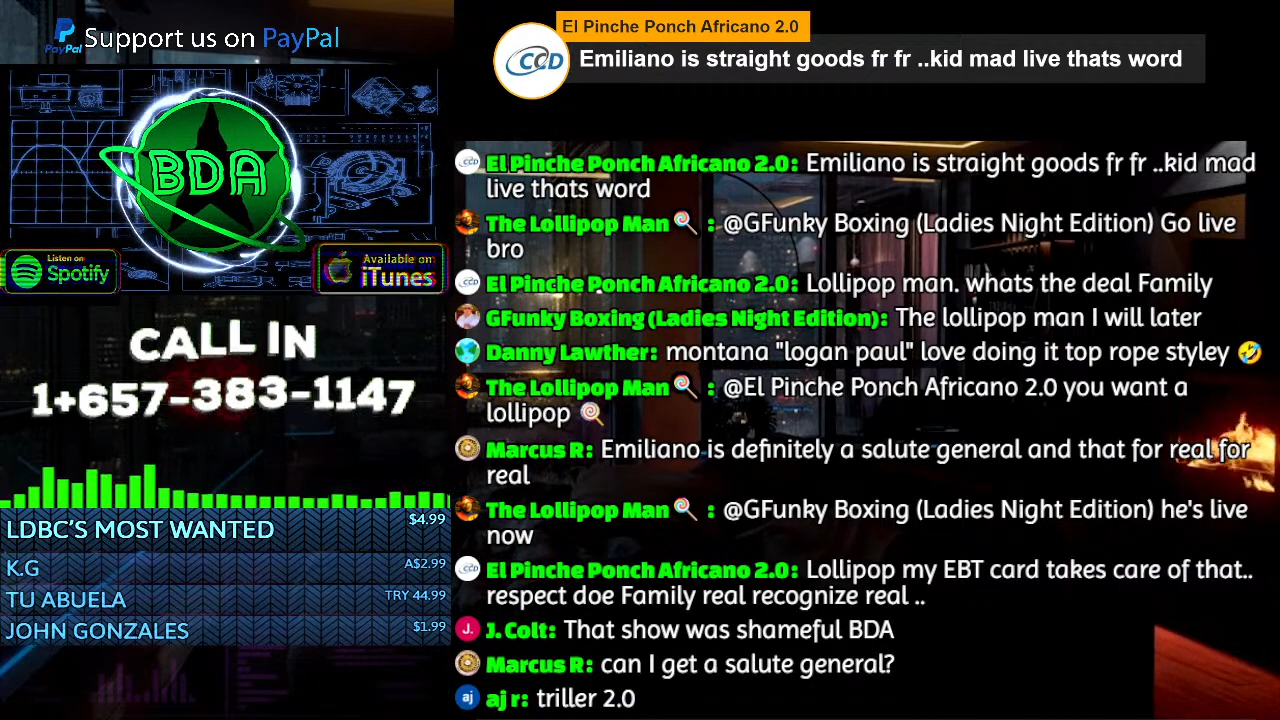 PayPal
Support us on PayPal
BDA
Listen on
Spotify
Available on
iTunes
CALL IN
1+657-383-1147
LDBC'S MOST WANTED $4.99
K.G A$2.99
TU ABUELA TRY 44.99
JOHN GONZALES $1.99
El Pinche Ponch Africano 2.0
CCD
Emiliano is straight goods fr fr ..kid mad live thats word
El Pinche Ponch Africano 2.0: Emiliano is straight goods fr fr ..kid mad
live thats word
The Lollipop Man🍭 : @GFunky Boxing (Ladies Night Edition) Go live
bro
El Pinche Ponch Africano 2.0: Lollipop man. whats the deal Family
GFunky Boxing (Ladies Night Edition): The lollipop man I will later
Danny Lawther: montana "logan paul" love doing it top rope styley 🤣
The Lollipop Man🍭 : @El Pinche Ponch Africano 2.0 you want a
lollipop 🍭
Marcus R: Emiliano is definitely a salute general and that for real for
real
The Lollipop Man🍭 : @GFunky Boxing (Ladies Night Edition) he's live
now
El Pinche Ponch Africano 2.0: Lollipop my EBT card takes care of that..
respect doe Family real recognize real ..
J. J. Colt: That show was shameful BDA
Marcus R: can I get a salute general?
aj aj r: triller 2.0